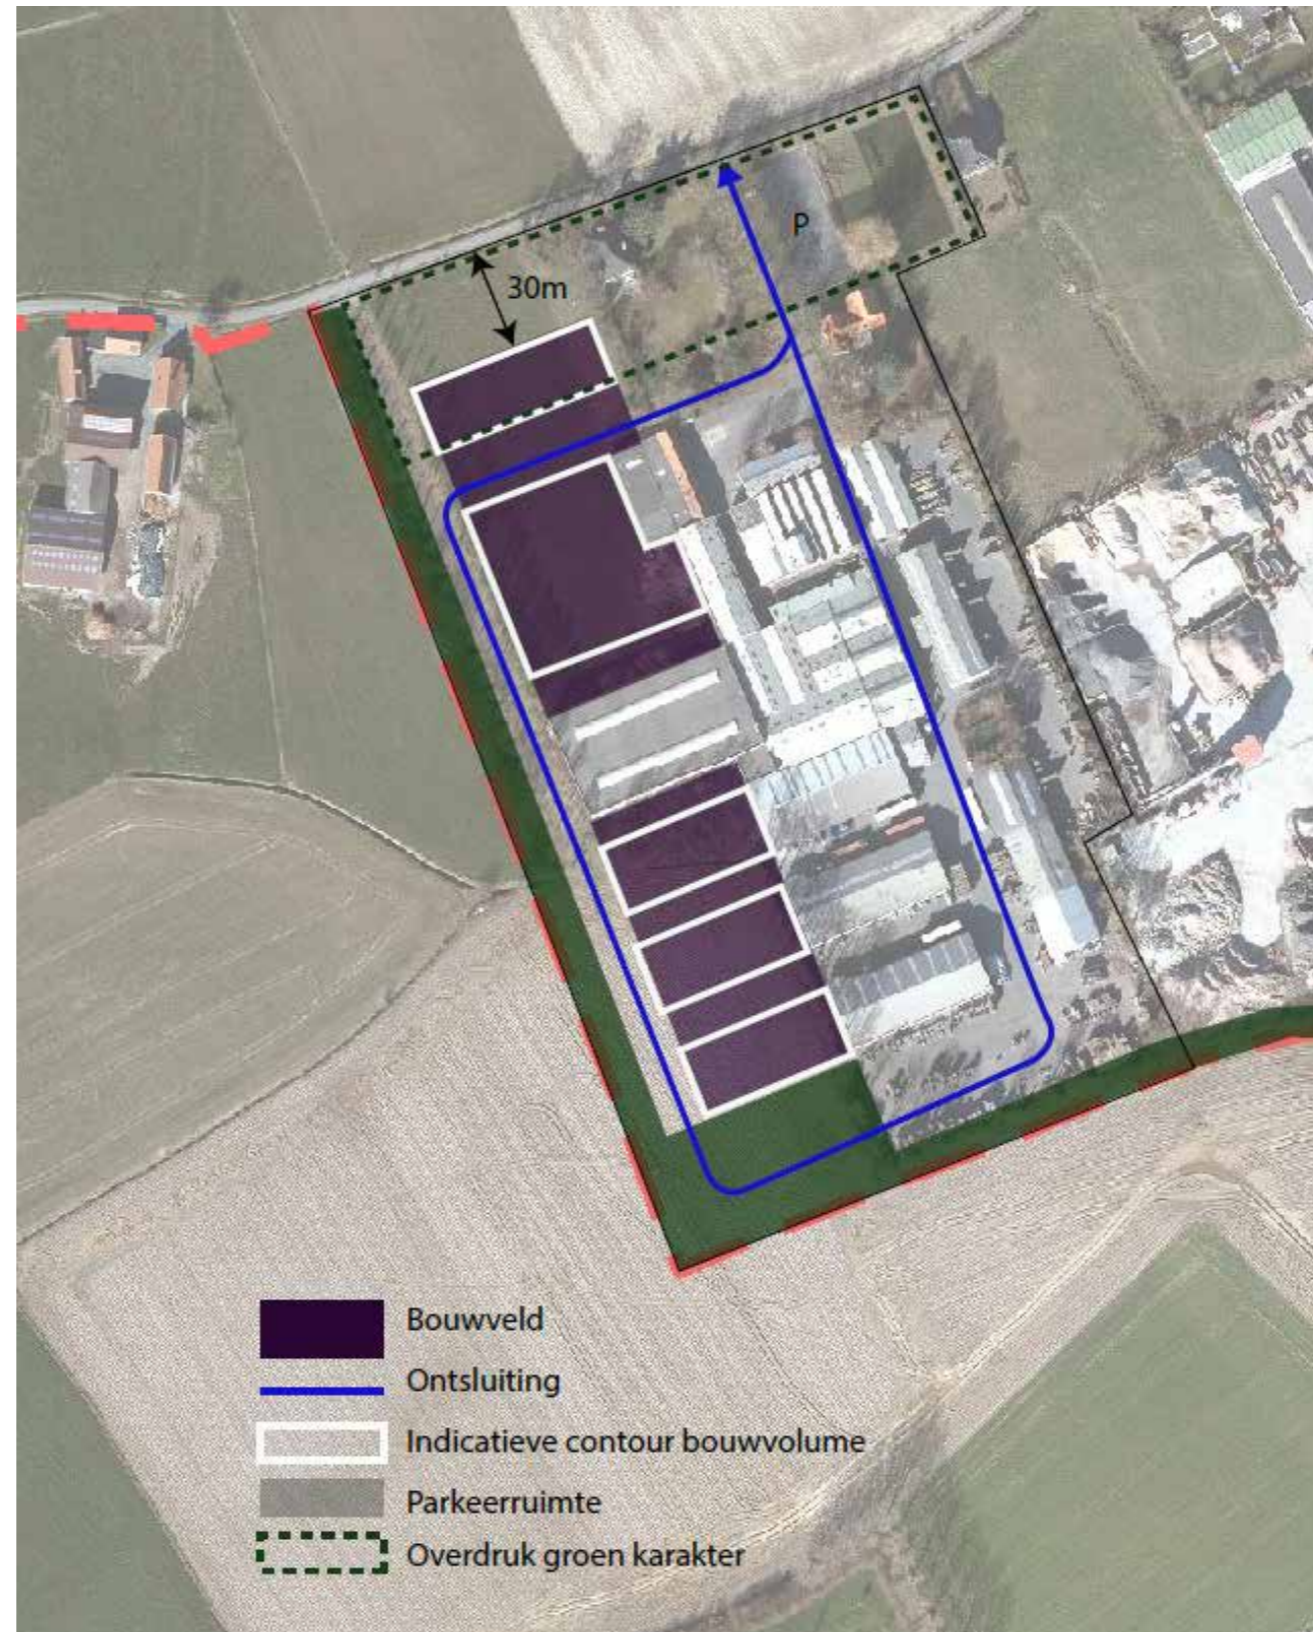 P
30m
Bouwveld
Ontsluiting
Indicatieve contour bouwvolume
Parkeerruimte
Overdruk groen karakter